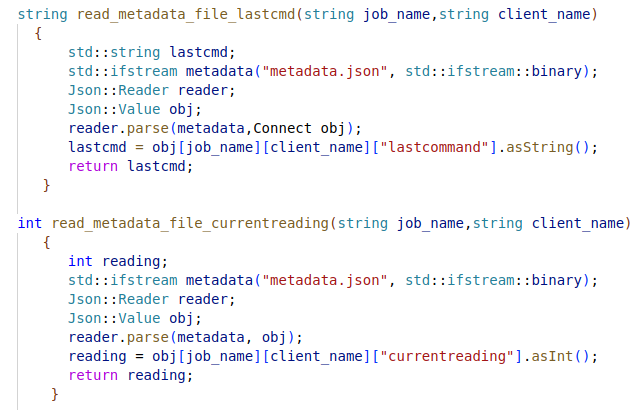 string read_metadata_file_lastcmd(string job_name,string client_name)
{
std::string lastcmd;
std::ifstream metadata("metadata.json", std::ifstream::binary);
Json::Reader reader;
Json::Value obj;
reader.parse(metadata,Connect obj);
lastcmd = obj[job_name][client_name]["lastcommand"].asString();
return lastcmd;
}
int read_metadata_file_currentreading(string job_name,string client_name)
{
int reading;
std::ifstream metadata("metadata.json", std::ifstream::binary);
Json::Reader reader;
Json::Value obj;
reader.parse(metadata, obj);
reading = obj[job_name][client_name]["currentreading"].asInt();
return reading;
}